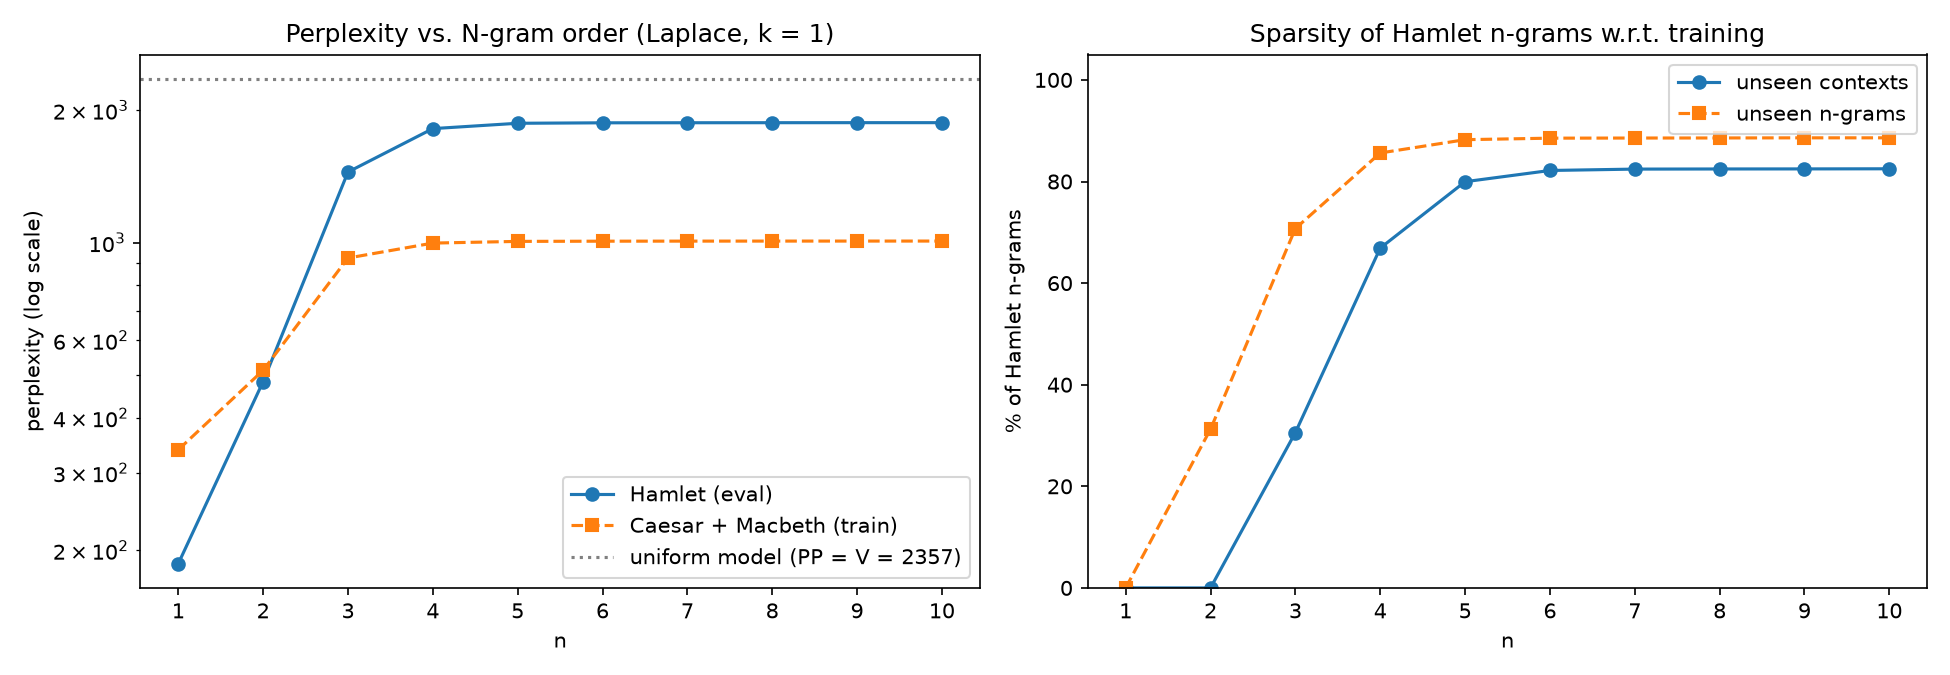 Perplexity vs. N-gram order (Laplace, k = 1)
perplexity (log scale)
2 × 10³
10³
6 × 10²
4 × 10²
3 × 10²
2 × 10²
Hamlet (eval)
Caesar + Macbeth (train)
uniform model (PP = V = 2357)
1 2 3 4 5 6 7 8 9 10
n
Sparsity of Hamlet n-grams w.r.t. training
% of Hamlet n-grams
100
80
60
40
20
0
unseen contexts
unseen n-grams
1 2 3 4 5 6 7 8 9 10
n